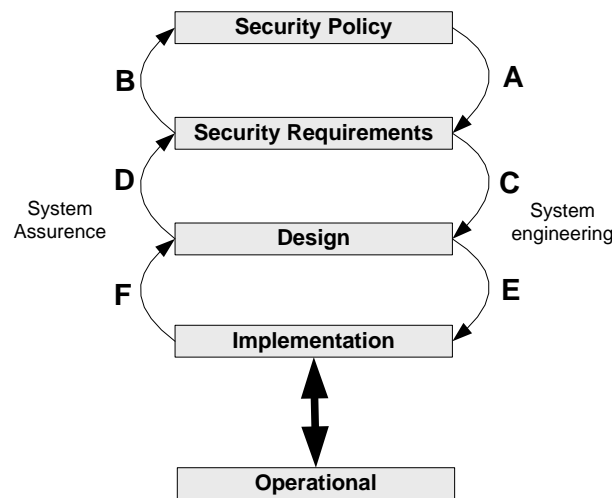 Security Policy
B
A
Security Requirements
D
C
System
Assurence
System
engineering
Design
F
E
Implementation
Operational